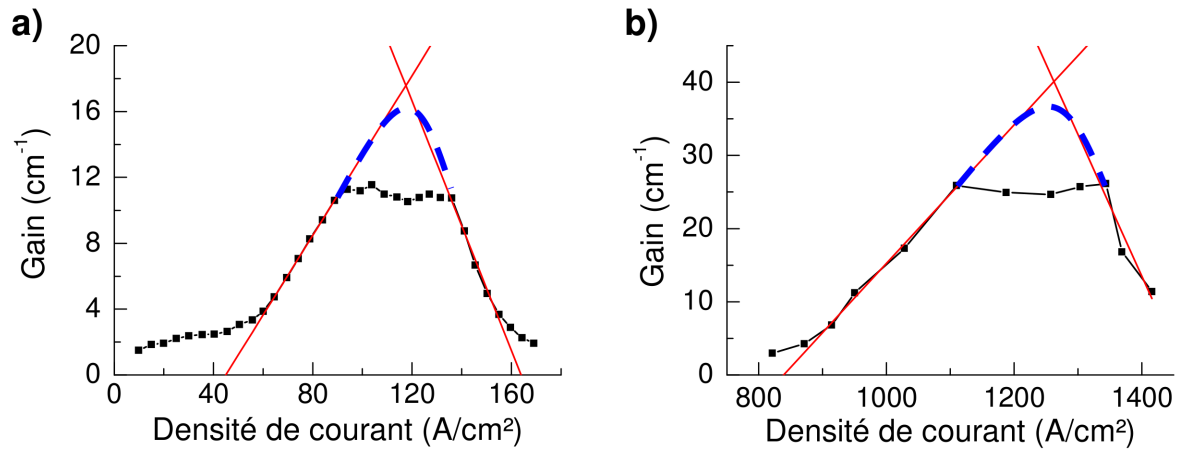 a)
Gain (cm⁻¹)
20
16
12
8
4
0
0 40 80 120 160
Densité de courant (A/cm²)
b)
Gain (cm⁻¹)
40
30
20
10
0
800 1000 1200 1400
Densité de courant (A/cm²)